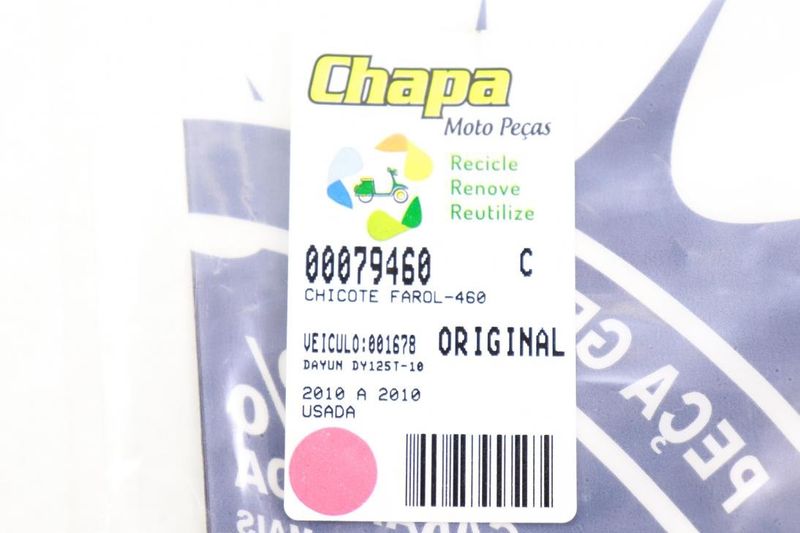 Chapa
Moto Peças
Recicle
Renove
Reutilize
00079460 C
CHICOTE FAROL-460
VEICULO:001678 ORIGINAL
DAYUN DY125T-10
2010 A 2010
USADA
PEÇA